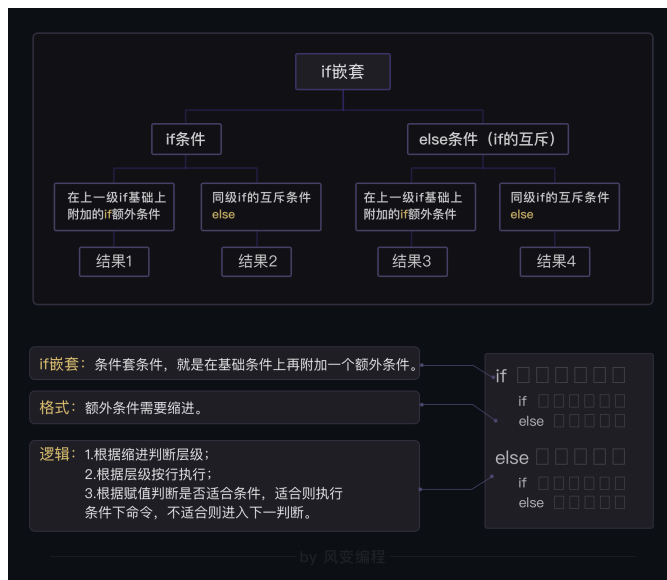 if嵌套
if条件
else条件（if的互斥）
在上一级if基础上
附加的if额外条件
同级if的互斥条件
else
在上一级if基础上
附加的if额外条件
同级if的互斥条件
else
结果1
结果2
结果3
结果4
if嵌套：条件套条件，就是在基础条件上再附加一个额外条件。
格式：额外条件需要缩进。
逻辑：1.根据缩进判断层级；
2.根据层级按行执行；
3.根据赋值判断是否适合条件，适合则执行
条件下命令，不适合则进入下一判断。
if □□□□□□
if □□□□□□
else □□□□□
else □□□□□□
if □□□□□□
else □□□□□
by 风变编程